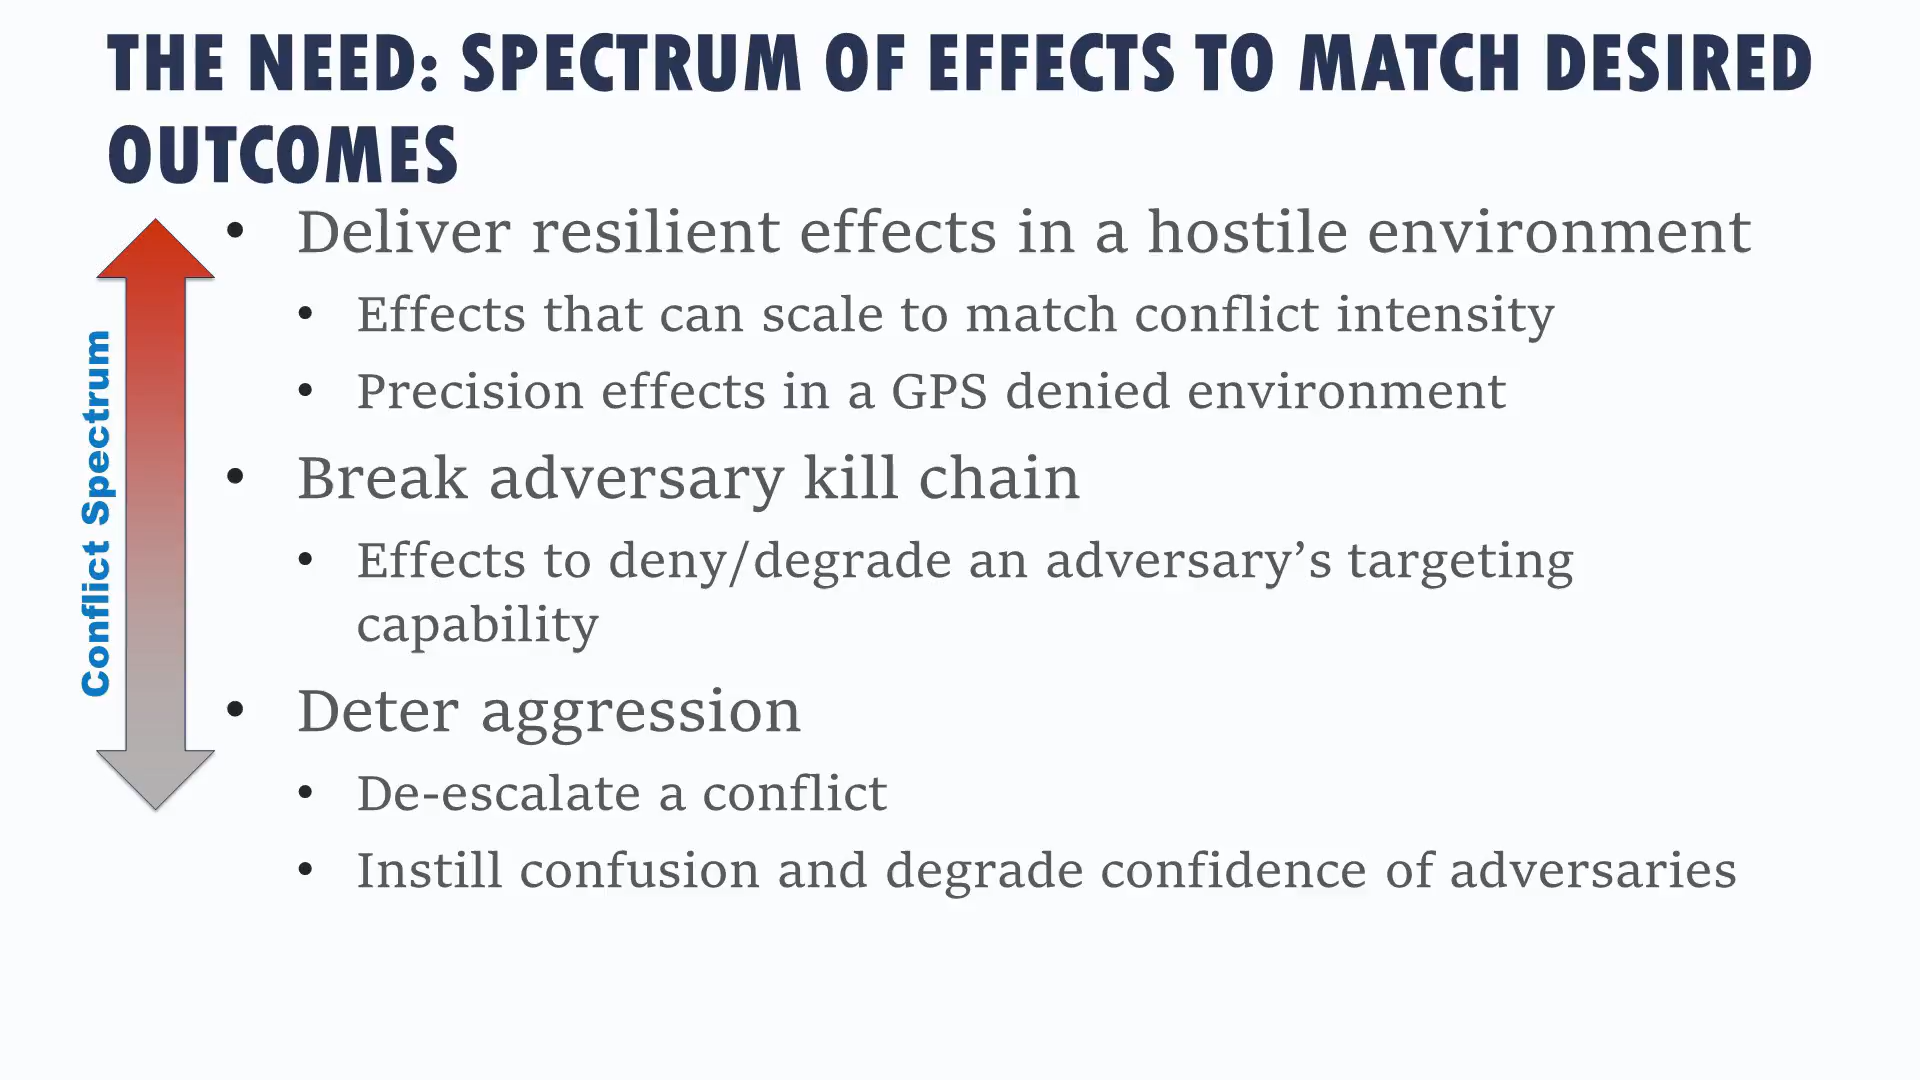 THE NEED: SPECTRUM OF EFFECTS TO MATCH DESIRED
OUTCOMES
Conflict Spectrum
• Deliver resilient effects in a hostile environment
• Effects that can scale to match conflict intensity
• Precision effects in a GPS denied environment
• Break adversary kill chain
• Effects to deny/degrade an adversary’s targeting
capability
• Deter aggression
• De-escalate a conflict
• Instill confusion and degrade confidence of adversaries